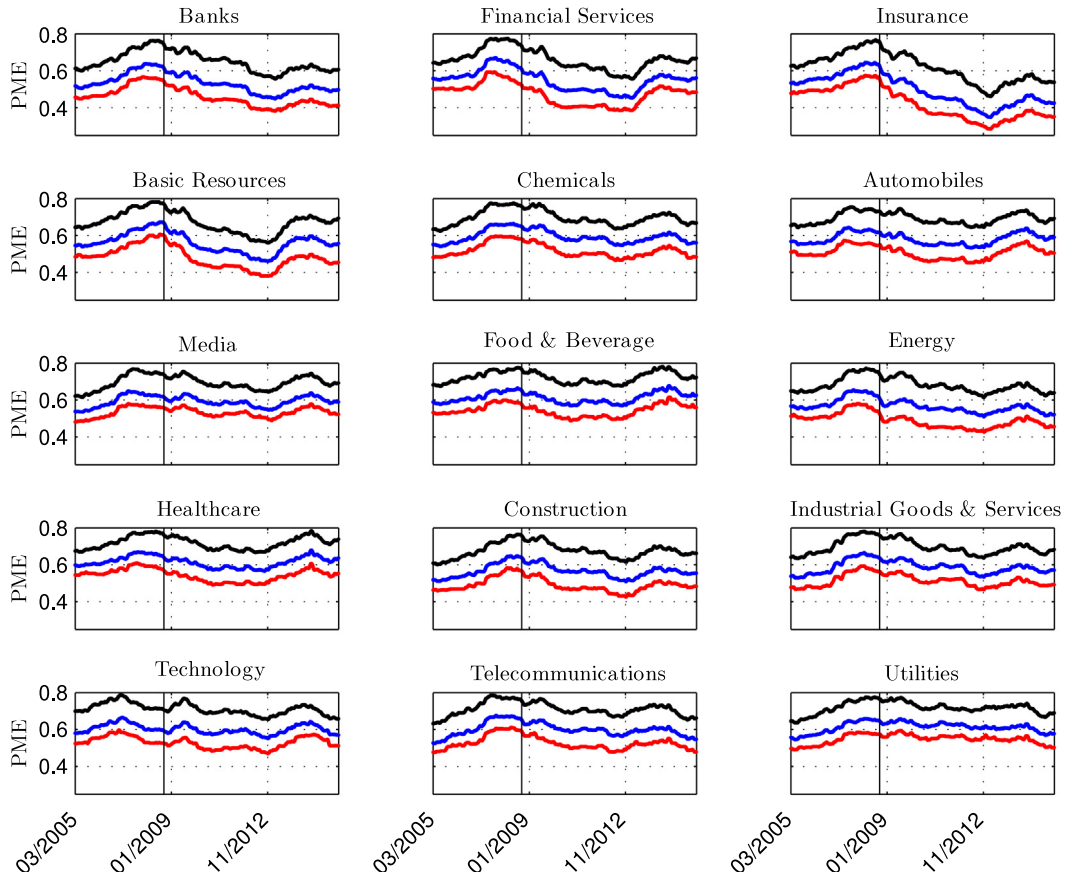 Banks Financial Services Insurance
0.8
0.6
0.4
PME
Basic Resources Chemicals Automobiles
0.8
0.6
0.4
PME
Media Food & Beverage Energy
0.8
0.6
0.4
PME
Healthcare Construction Industrial Goods & Services
0.8
0.6
0.4
PME
Technology Telecommunications Utilities
0.8
0.6
0.4
PME
03/2005 01/2009 11/2012 03/2005 01/2009 11/2012 03/2005 01/2009 11/2012